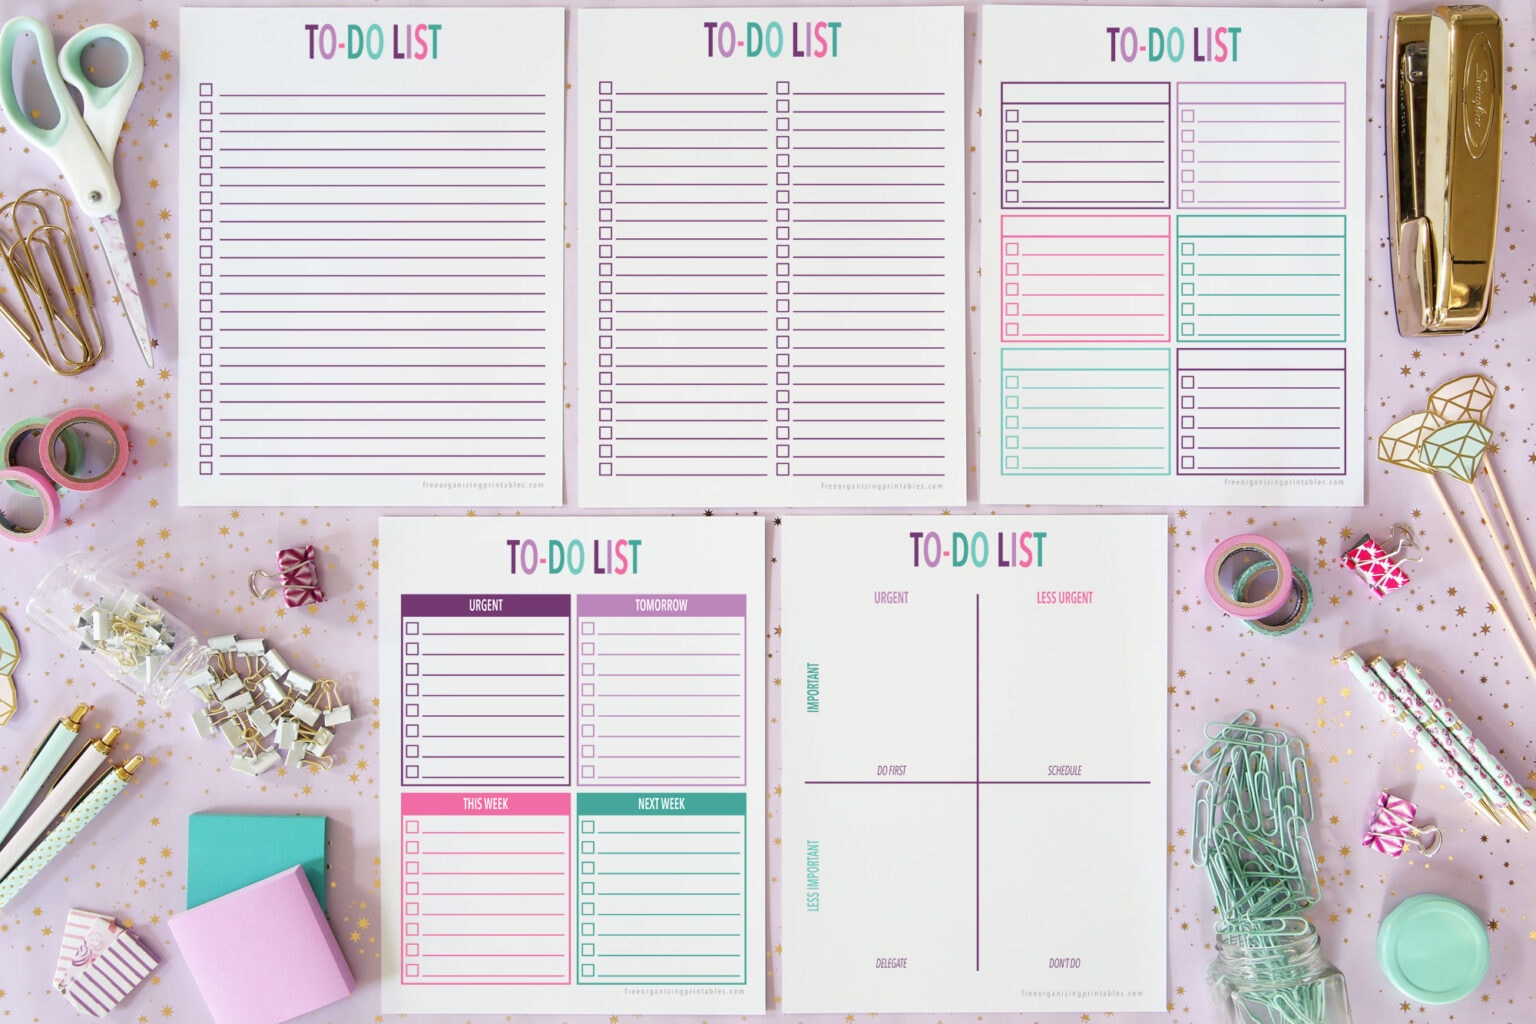 TO-DO LIST
freeorganizingprintables.com
TO-DO LIST
freeorganizingprintables.com
TO-DO LIST
freeorganizingprintables.com
Swingline
TO-DO LIST
URGENT
TOMORROW
THIS WEEK
NEXT WEEK
freeorganizingprintables.com
TO-DO LIST
URGENT
LESS URGENT
IMPORTANT
DO FIRST
SCHEDULE
LESS IMPORTANT
DELEGATE
DON'T DO
freeorganizingprintables.com